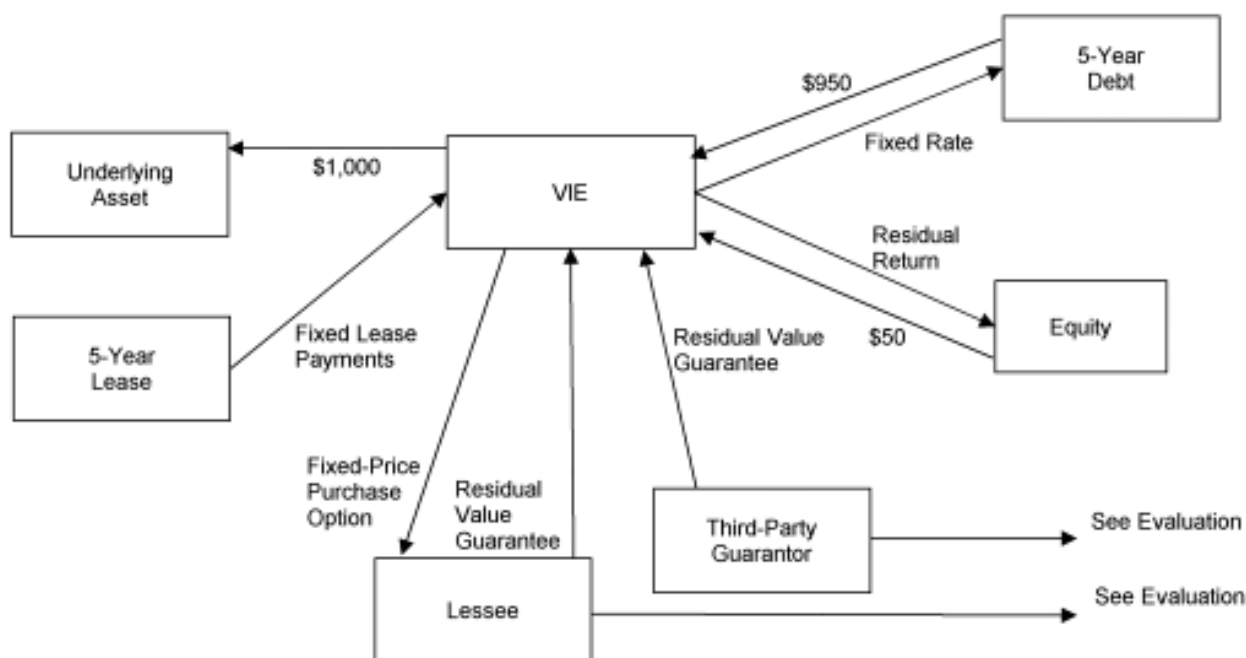 5-Year
Debt
$950
Fixed Rate
Underlying
Asset
$1,000
VIE
Residual
Return
Equity
$50
5-Year
Lease
Fixed Lease
Payments
Residual Value
Guarantee
Fixed-Price
Purchase
Option
Residual
Value
Guarantee
Third-Party
Guarantor
See Evaluation
Lessee
See Evaluation